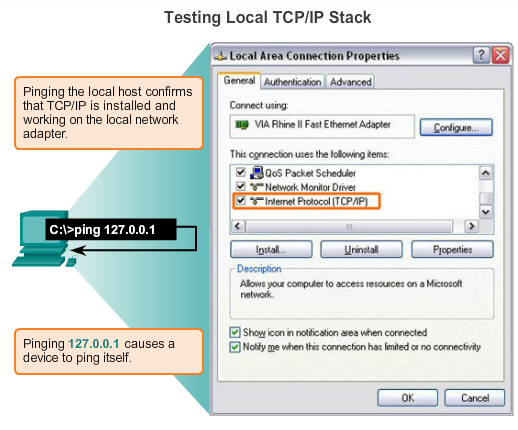 Testing Local TCP/IP Stack
Pinging the local host confirms
that TCP/IP is installed and
working on the local network
adapter.
C:\>ping 127.0.0.1
Pinging 127.0.0.1 causes a
device to ping itself.
Local Area Connection Properties
General Authentication Advanced
Connect using:
VIA Rhine II Fast Ethernet Adapter
Configure...
This connection uses the following items:
QoS Packet Scheduler
Network Monitor Driver
Internet Protocol (TCP/IP)
Install... Uninstall Properties
Description
Allows your computer to access resources on a Microsoft
network.
Show icon in notification area when connected
Notify me when this connection has limited or no connectivity
OK Cancel